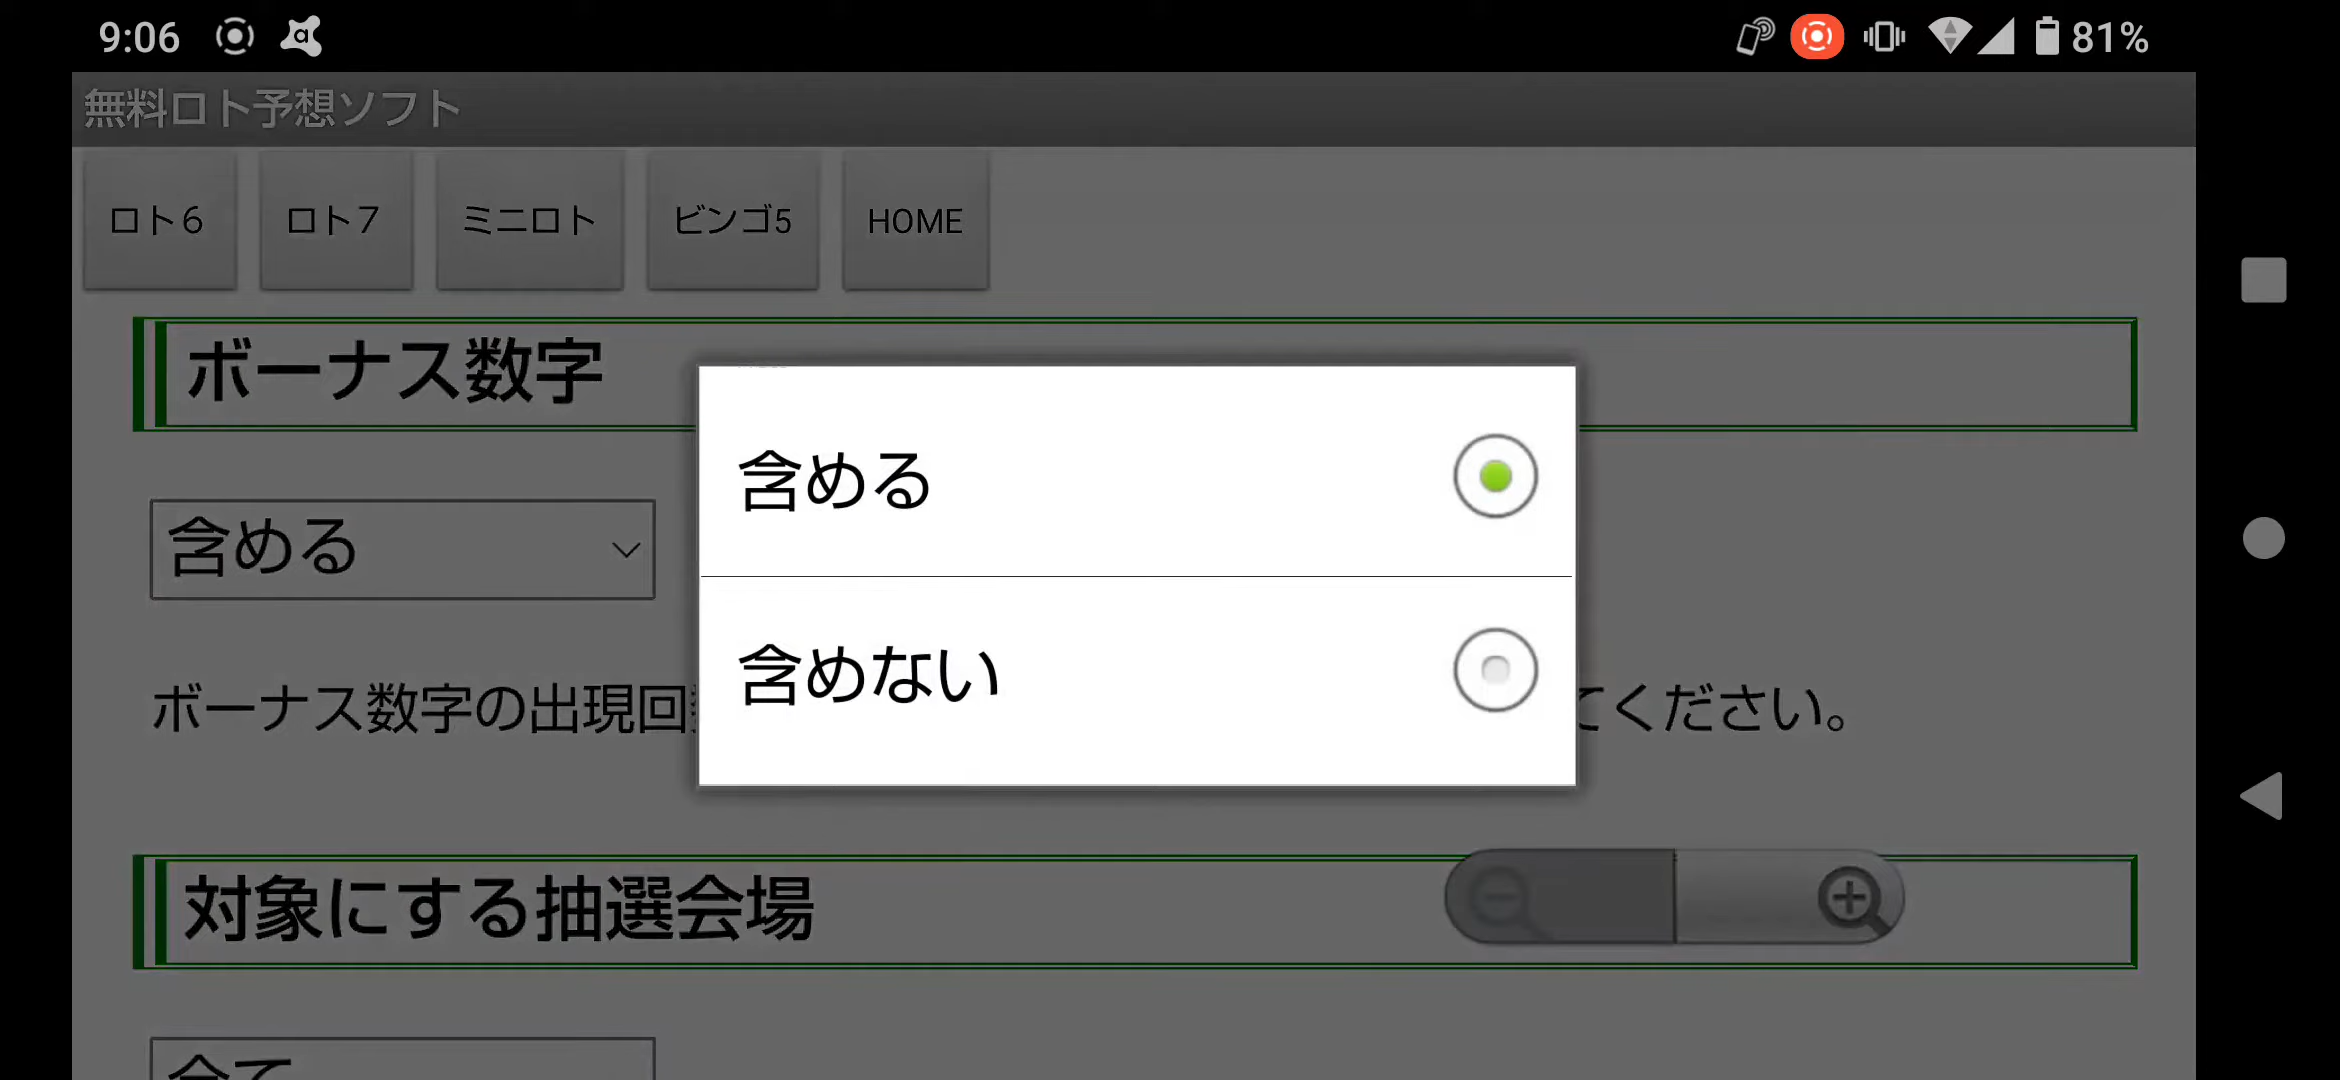 9:06
81%
無料ロト予想ソフト
ロト6
ロト7
ミニロト
ビンゴ5
HOME
ボーナス数字
含める
含める
含めない
ボーナス数字の出現回
てください。
対象にする抽選会場
全て